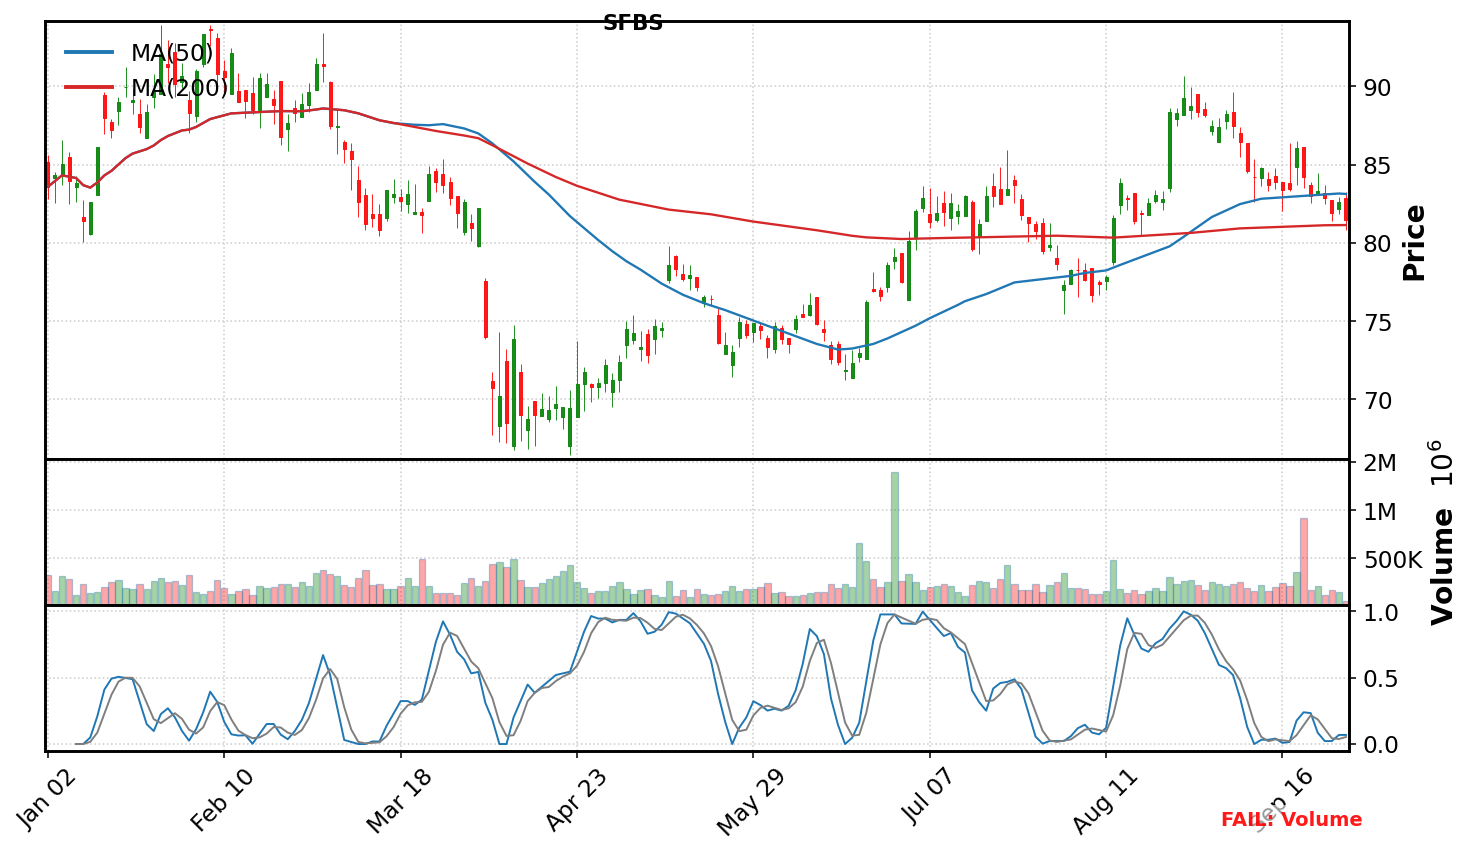 SFBS
MA(50)
MA(200)
90
85
80
75
70
Price
2M
1M
500K
Volume 10⁶
1.0
0.5
0.0
Jan 02
Feb 10
Mar 18
Apr 23
May 29
Jul 07
Aug 11
Sep 16
FAIL: Volume